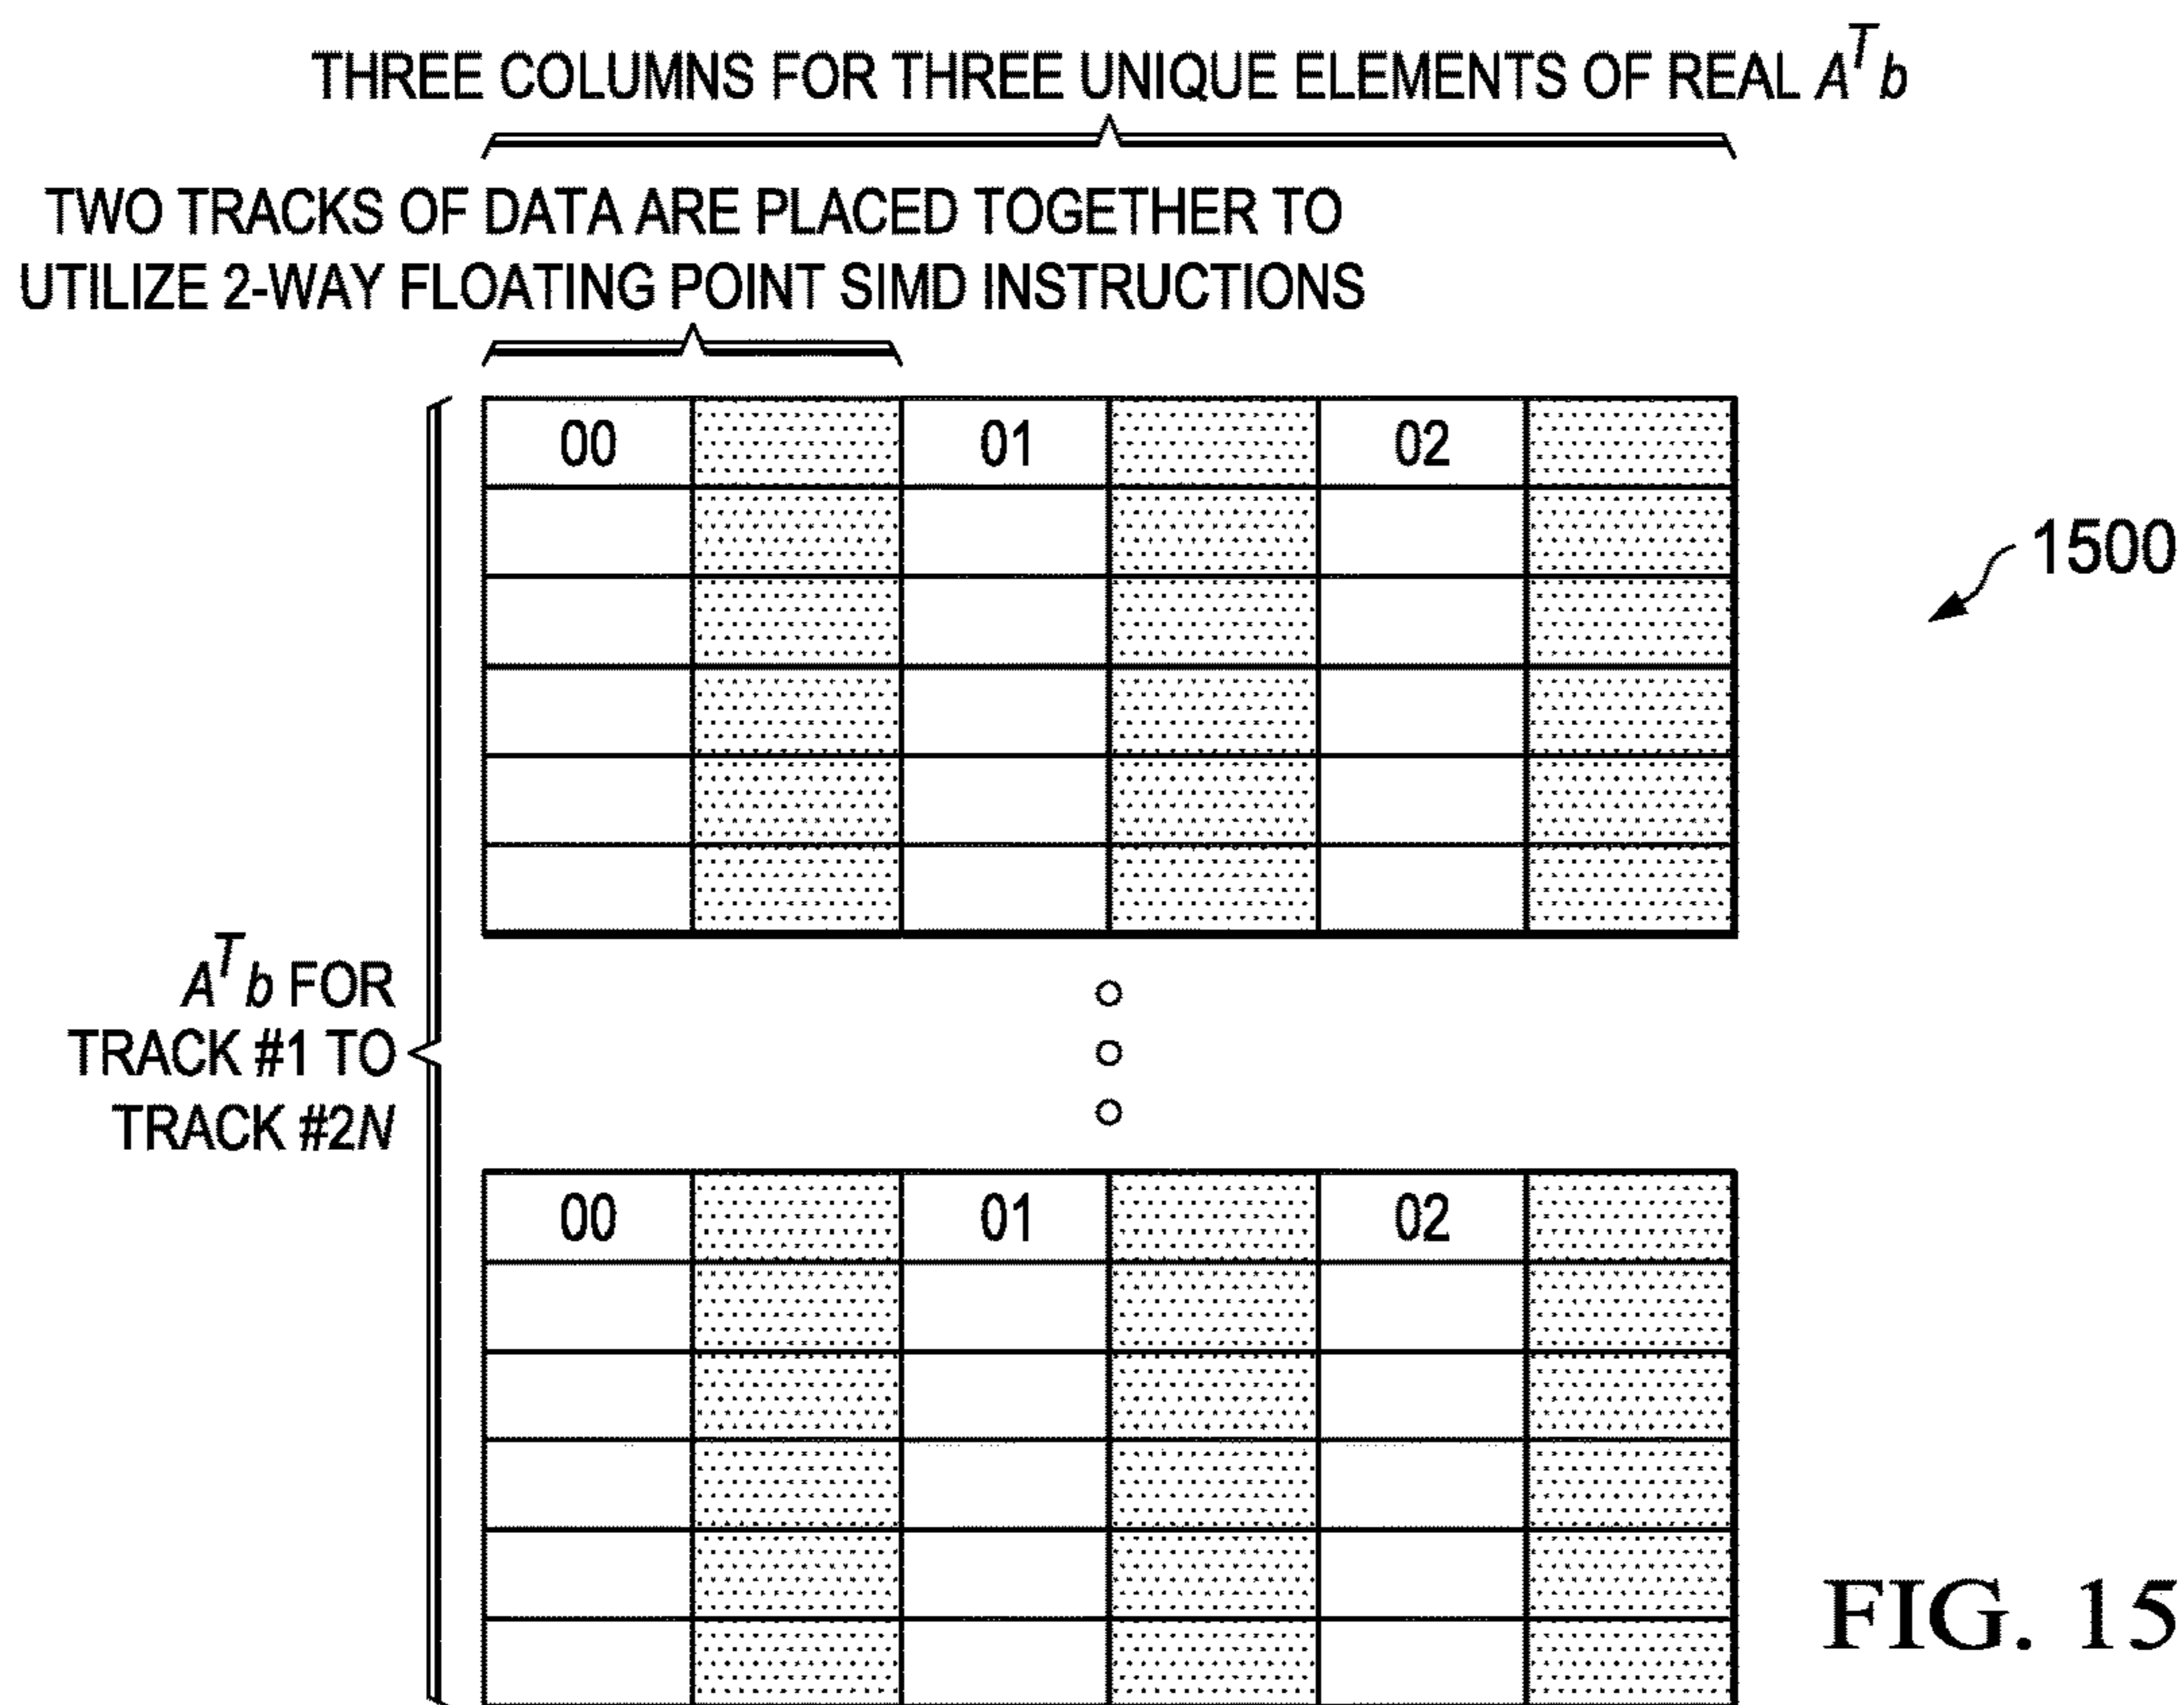 THREE COLUMNS FOR THREE UNIQUE ELEMENTS OF REAL A^T b
TWO TRACKS OF DATA ARE PLACED TOGETHER TO
UTILIZE 2-WAY FLOATING POINT SIMD INSTRUCTIONS
00 01 02
1500
A^T b FOR
TRACK #1 TO
TRACK #2N
00 01 02
FIG. 15